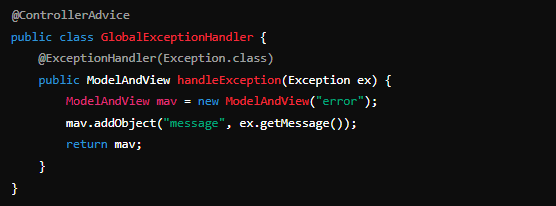 @ControllerAdvice
public class GlobalExceptionHandler {
    @ExceptionHandler(Exception.class)
    public ModelAndView handleException(Exception ex) {
        ModelAndView mav = new ModelAndView("error");
        mav.addObject("message", ex.getMessage());
        return mav;
    }
}